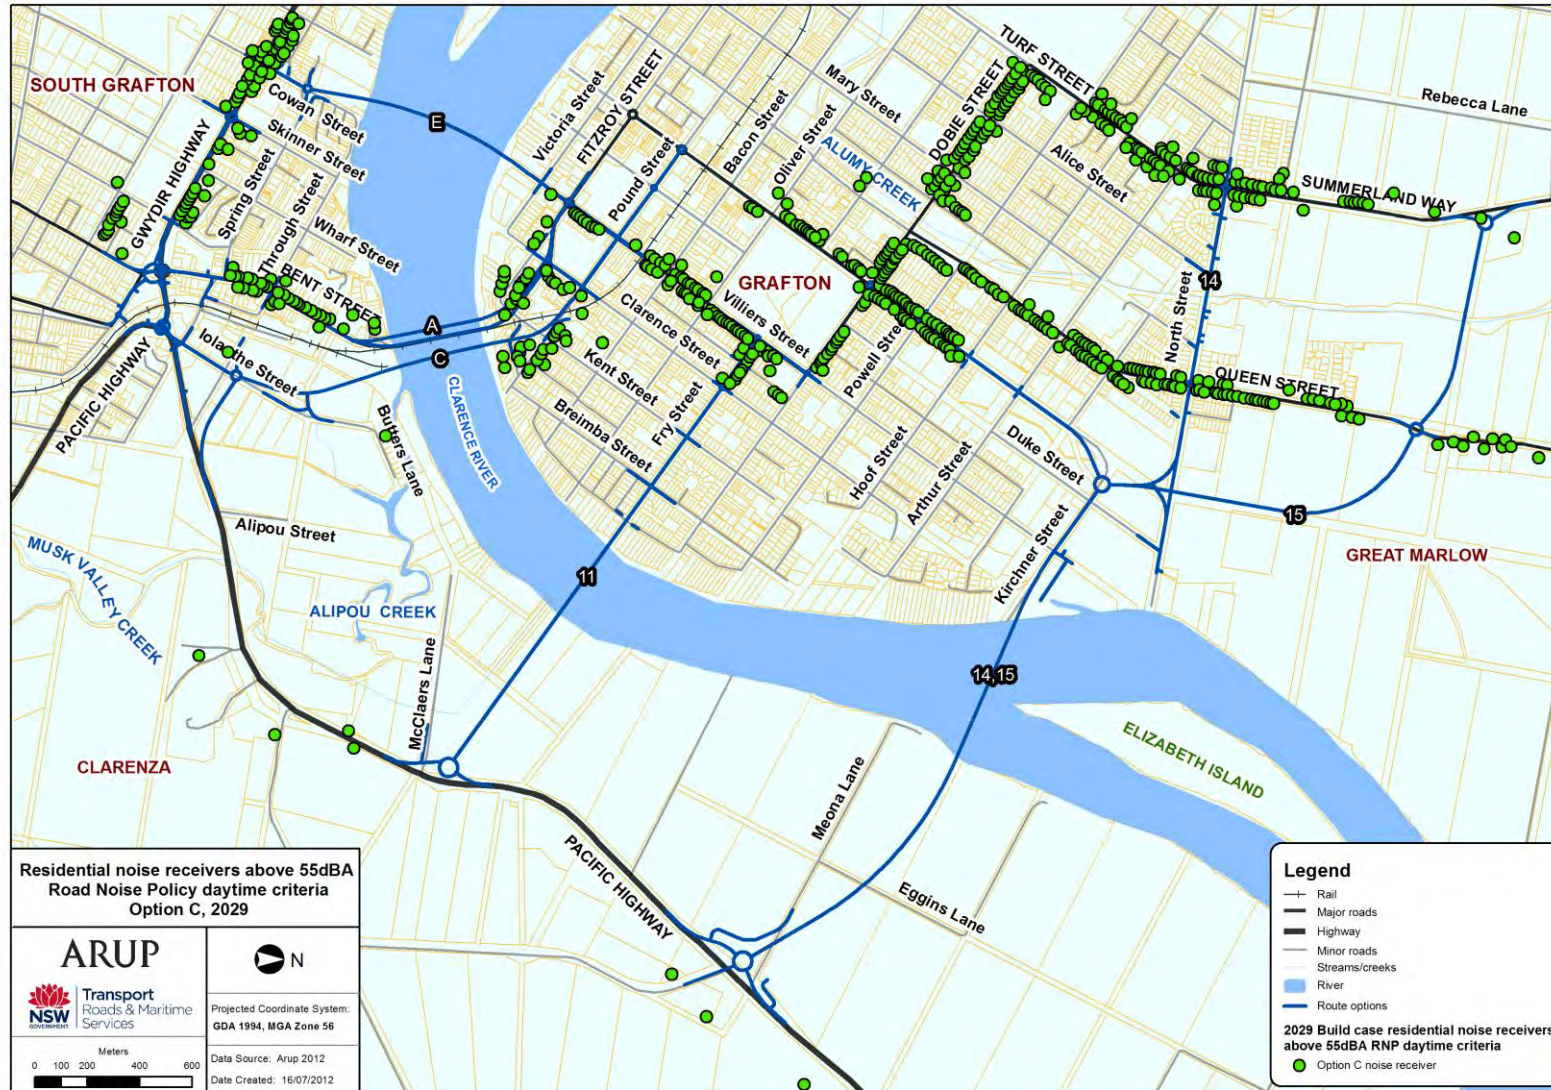 TURF STREET
Rebecca Lane
SOUTH GRAFTON
Cowan Street
Skinner Street
GWYDIR HIGHWAY
Spring Street
Through Street
Wharf Street
BENT STREET
E
Victoria Street
FITZROY STREET
Pound Street
Bacon Street
Oliver Street
Mary Street
ALUMY CREEK
DOBIE STREET
Alice Street
SUMMERLAND WAY
14
North Street
GRAFTON
Villiers Street
Clarence Street
Powell Street
Kent Street
Fry Street
Breimba Street
QUEEN STREET
A
C
Iolanthe Street
PACIFIC HIGHWAY
Butters Lane
CLARENCE RIVER
Duke Street
Hoof Street
Arthur Street
Kirchner Street
15
GREAT MARLOW
Alipou Street
MUSK VALLEY CREEK
ALIPOU CREEK
11
McClaers Lane
14,15
ELIZABETH ISLAND
CLARENZA
Meona Lane
PACIFIC HIGHWAY
Eggins Lane
Residential noise receivers above 55dBA
Road Noise Policy daytime criteria
Option C, 2029
ARUP
N
NSW
GOVERNMENT
Transport
Roads & Maritime
Services
Projected Coordinate System:
GDA 1994, MGA Zone 56
Meters
0 100 200 400 600
Data Source: Arup 2012
Date Created: 16/07/2012
Legend
Rail
Major roads
Highway
Minor roads
Streams/creeks
River
Route options
2029 Build case residential noise receivers
above 55dBA RNP daytime criteria
Option C noise receiver